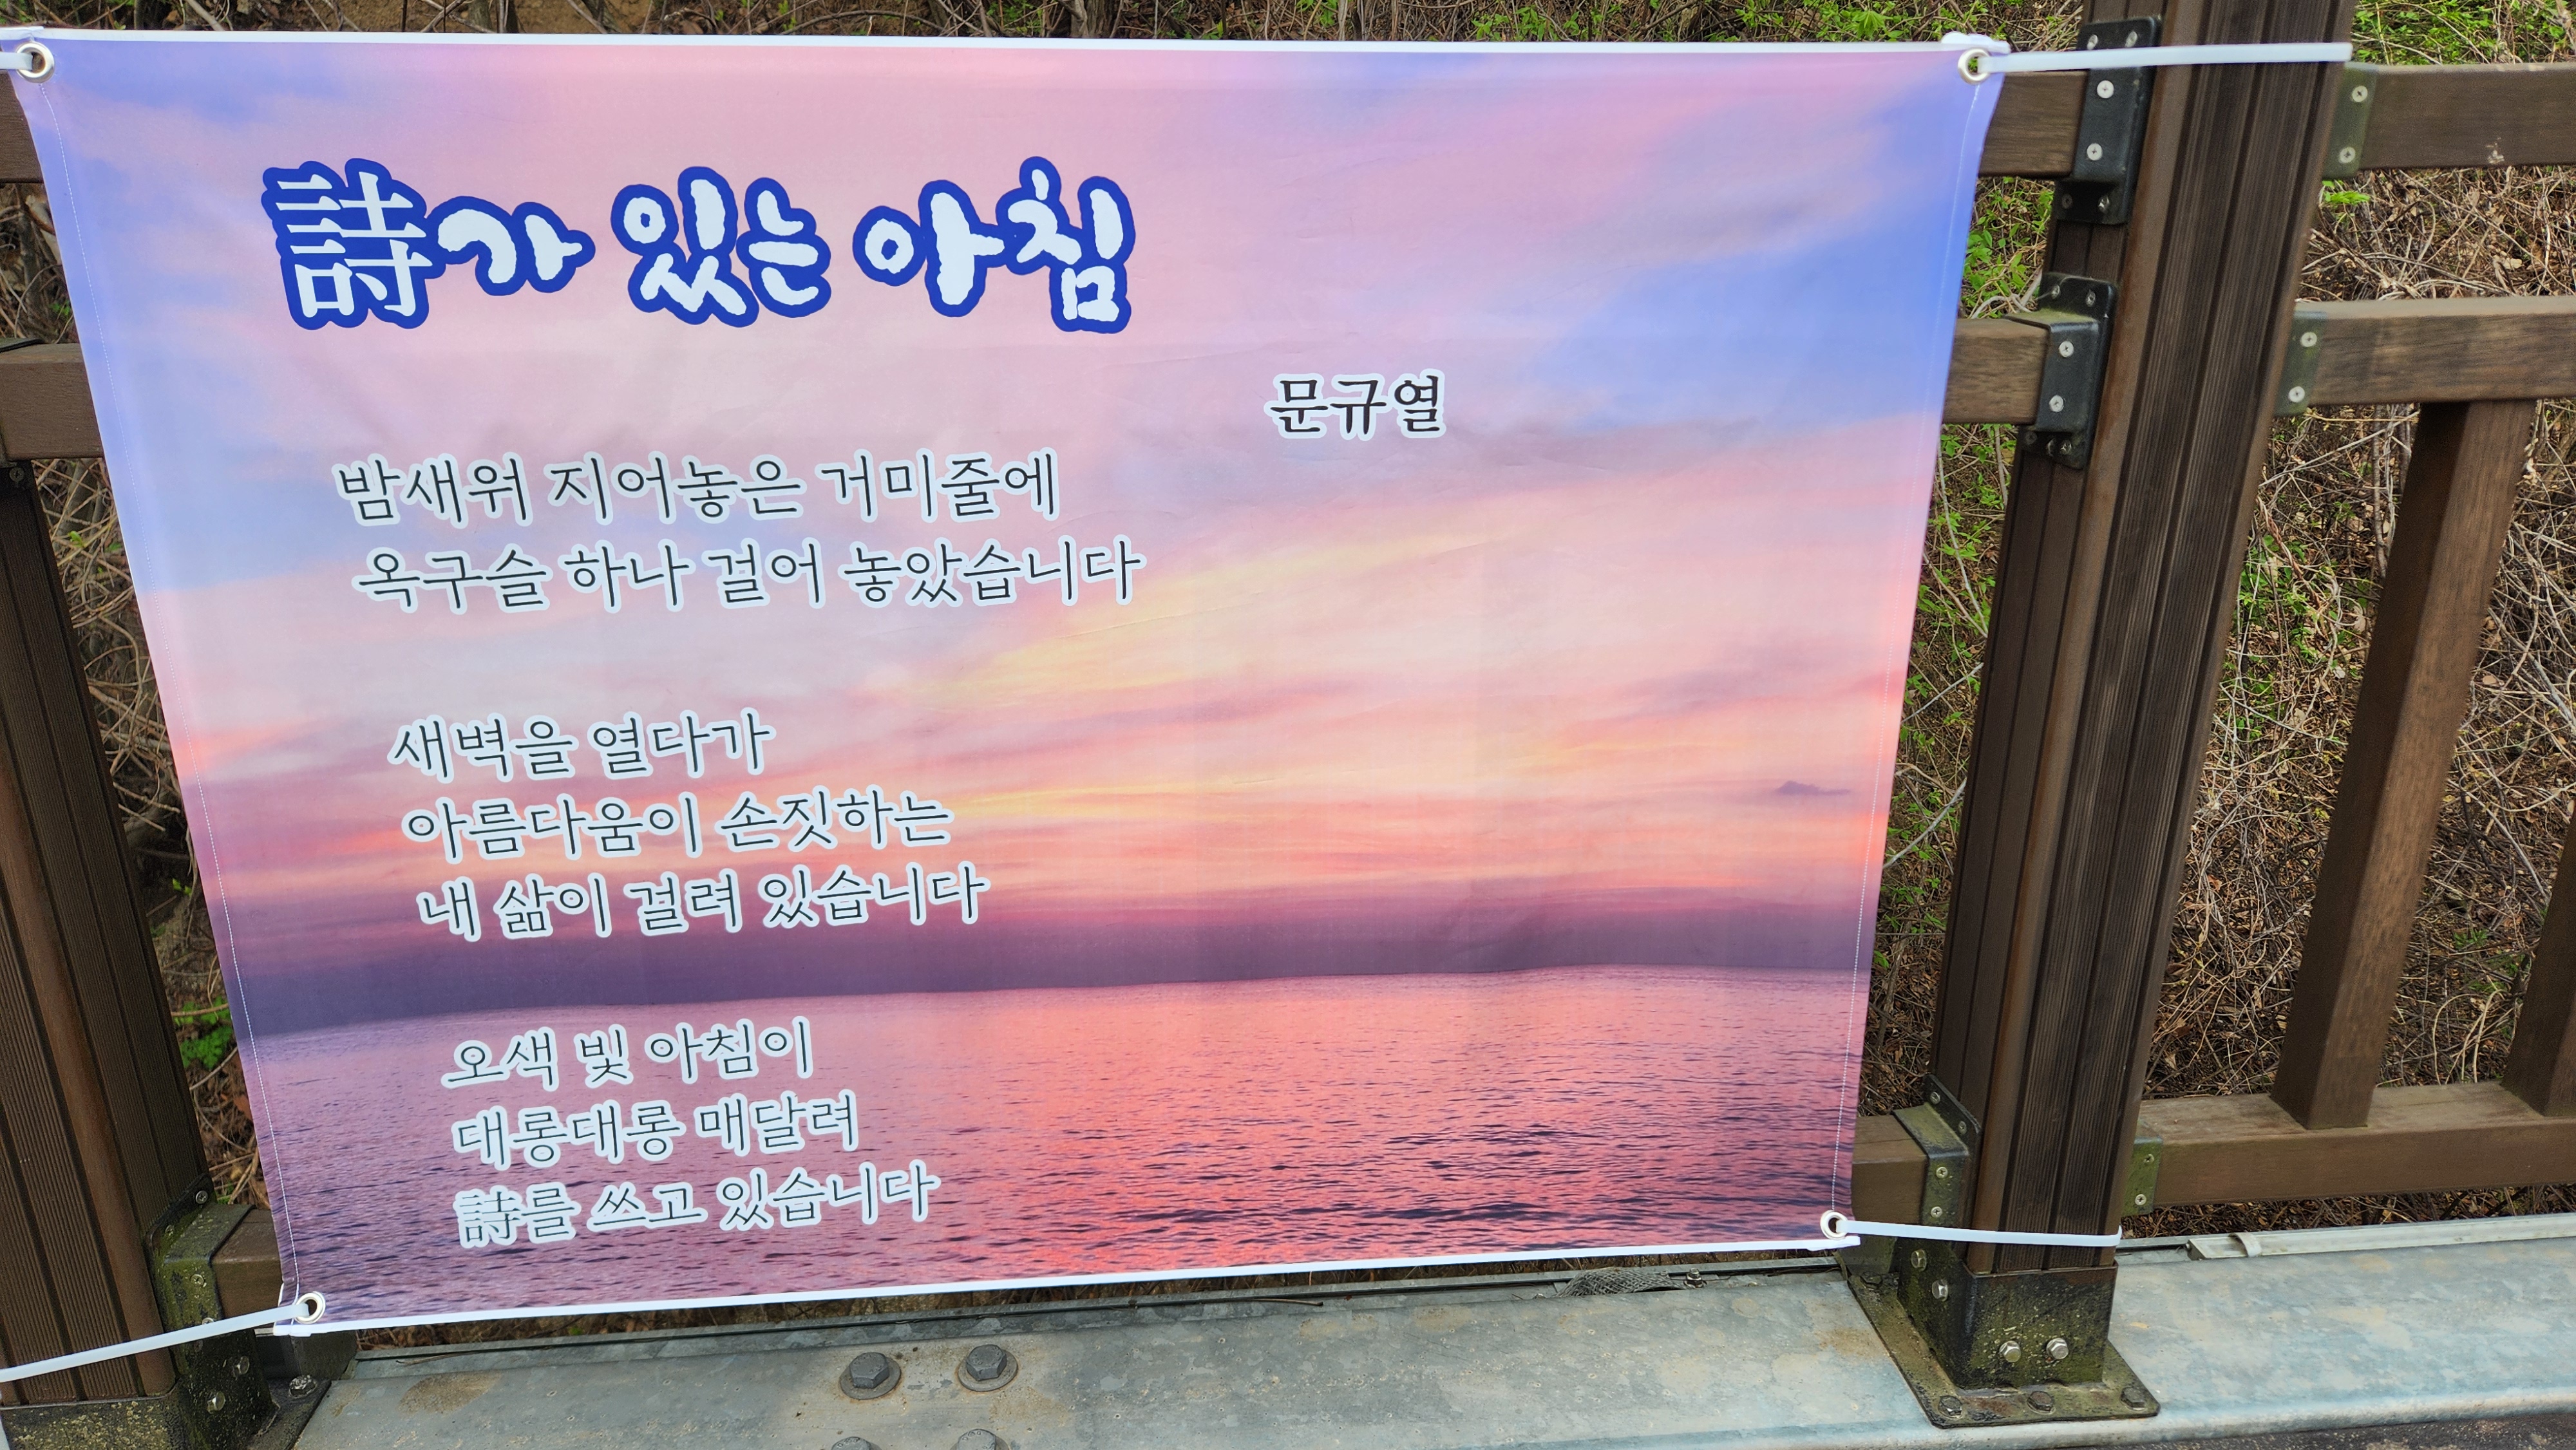 詩가 있는 아침
문규열
밤새워 지어놓은 거미줄에
옥구슬 하나 걸어 놓았습니다
새벽을 열다가
아름다움이 손짓하는
내 삶이 걸려 있습니다
오색 빛 아침이
대롱대롱 매달려
詩를 쓰고 있습니다